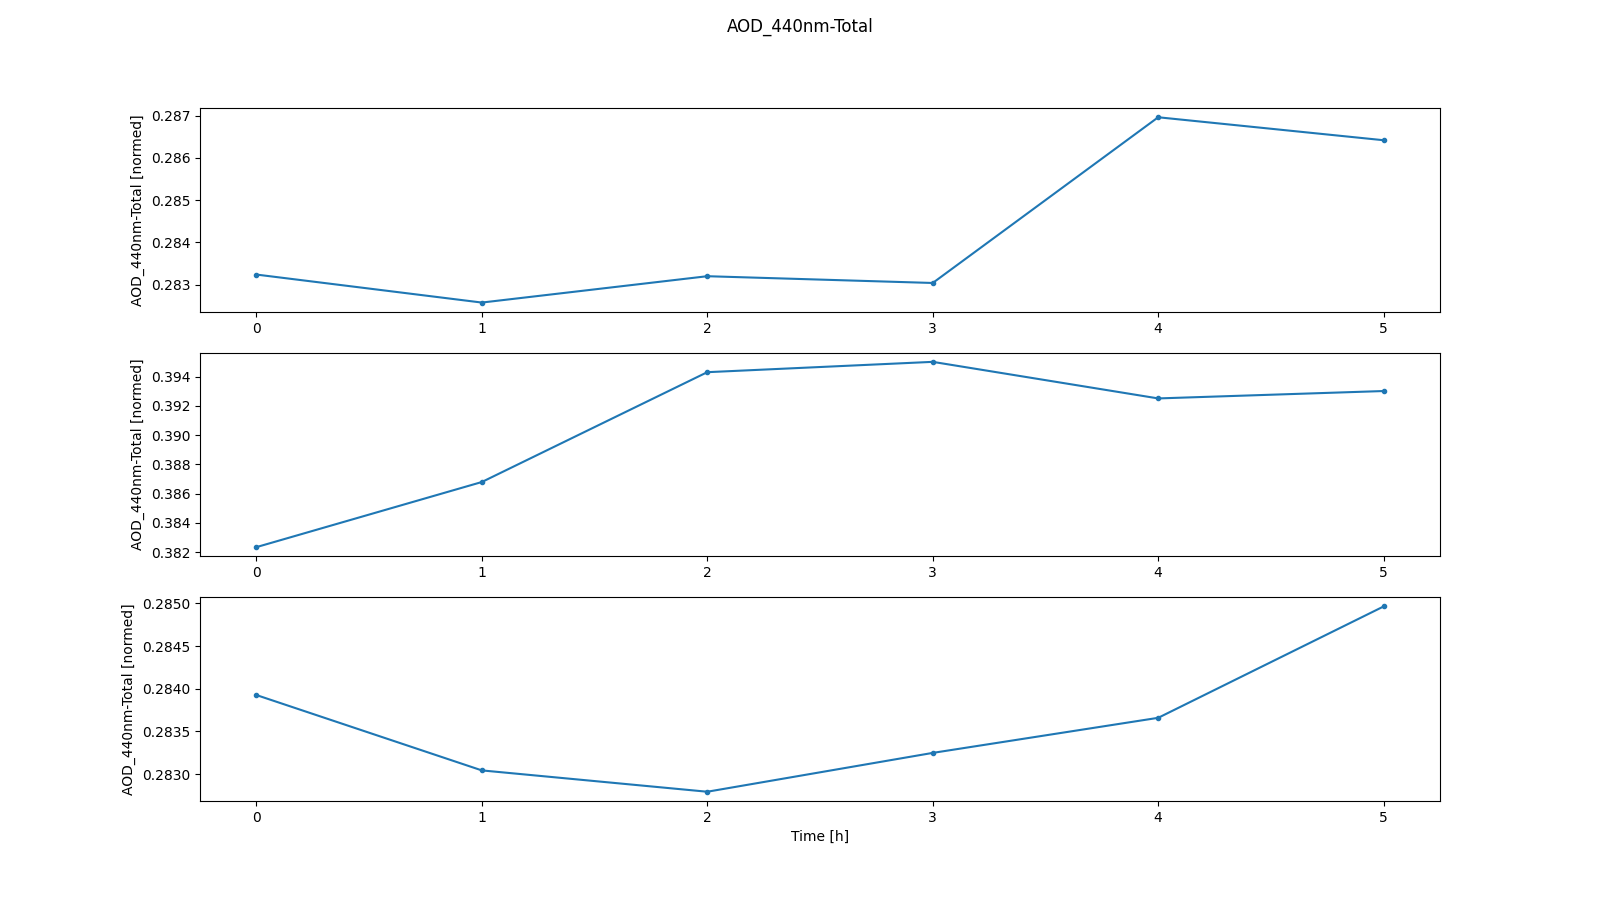 AOD_440nm-Total
AOD_440nm-Total [normed]
0.287
0.286
0.285
0.284
0.283
0 1 2 3 4 5
AOD_440nm-Total [normed]
0.394
0.392
0.390
0.388
0.386
0.384
0.382
0 1 2 3 4 5
AOD_440nm-Total [normed]
0.2850
0.2845
0.2840
0.2835
0.2830
0 1 2 3 4 5
Time [h]